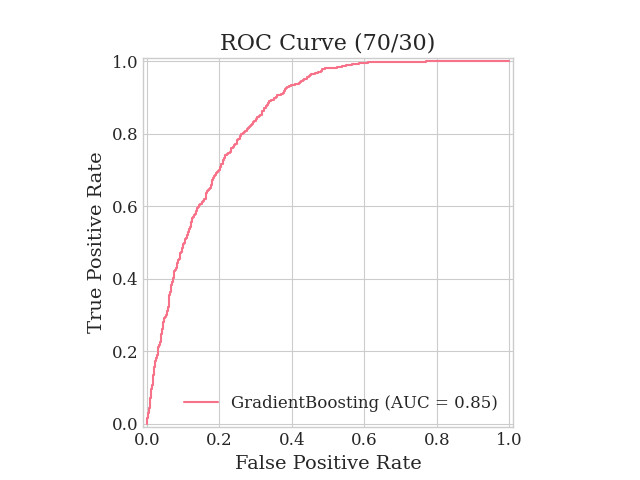 ROC Curve (70/30)
True Positive Rate
1.0
0.8
0.6
0.4
0.2
0.0
GradientBoosting (AUC = 0.85)
0.0 0.2 0.4 0.6 0.8 1.0
False Positive Rate